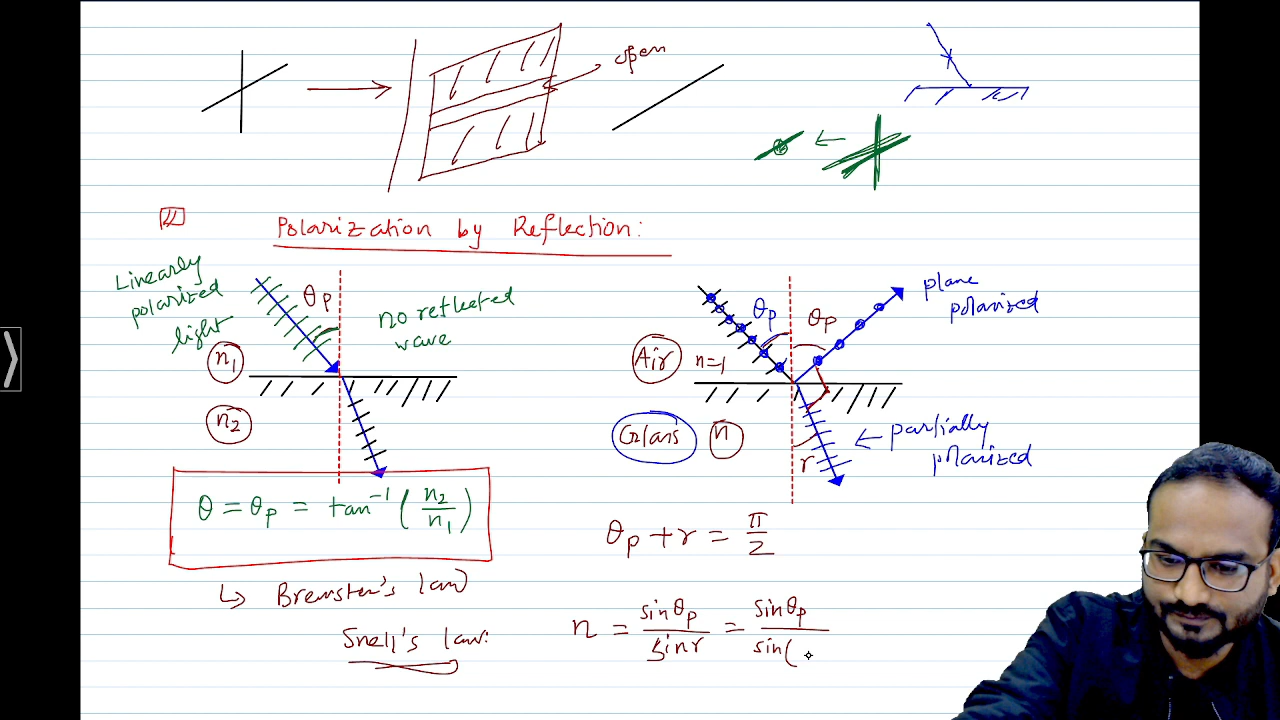 open
Polarization by Reflection:
Linearly
polarized
light
θp
no reflected
wave
n1
n2
θ = θp = tan⁻¹ (n2/n1)
↳ Brewster's law
Snell's law:
θp
θp
plane
polarized
Air n=1
Glass n
r
← partially
polarized
θp + r = π/2
n = sinθp/sinr = sinθp/sin(